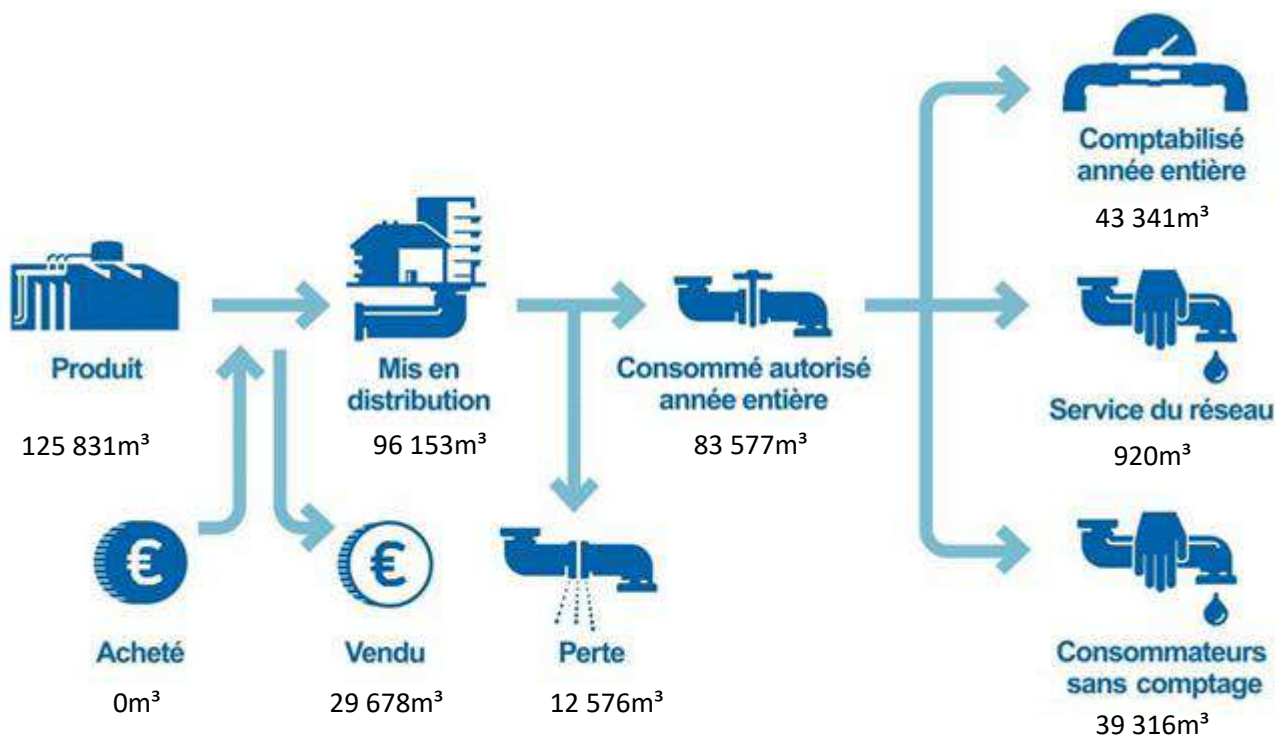 Comptabilisé
année entière
43 341m³
Produit
125 831m³
Mis en
distribution
96 153m³
Consommé autorisé
année entière
83 577m³
Service du réseau
920m³
€
Acheté
0m³
€
Vendu
29 678m³
Perte
12 576m³
Consommateurs
sans comptage
39 316m³